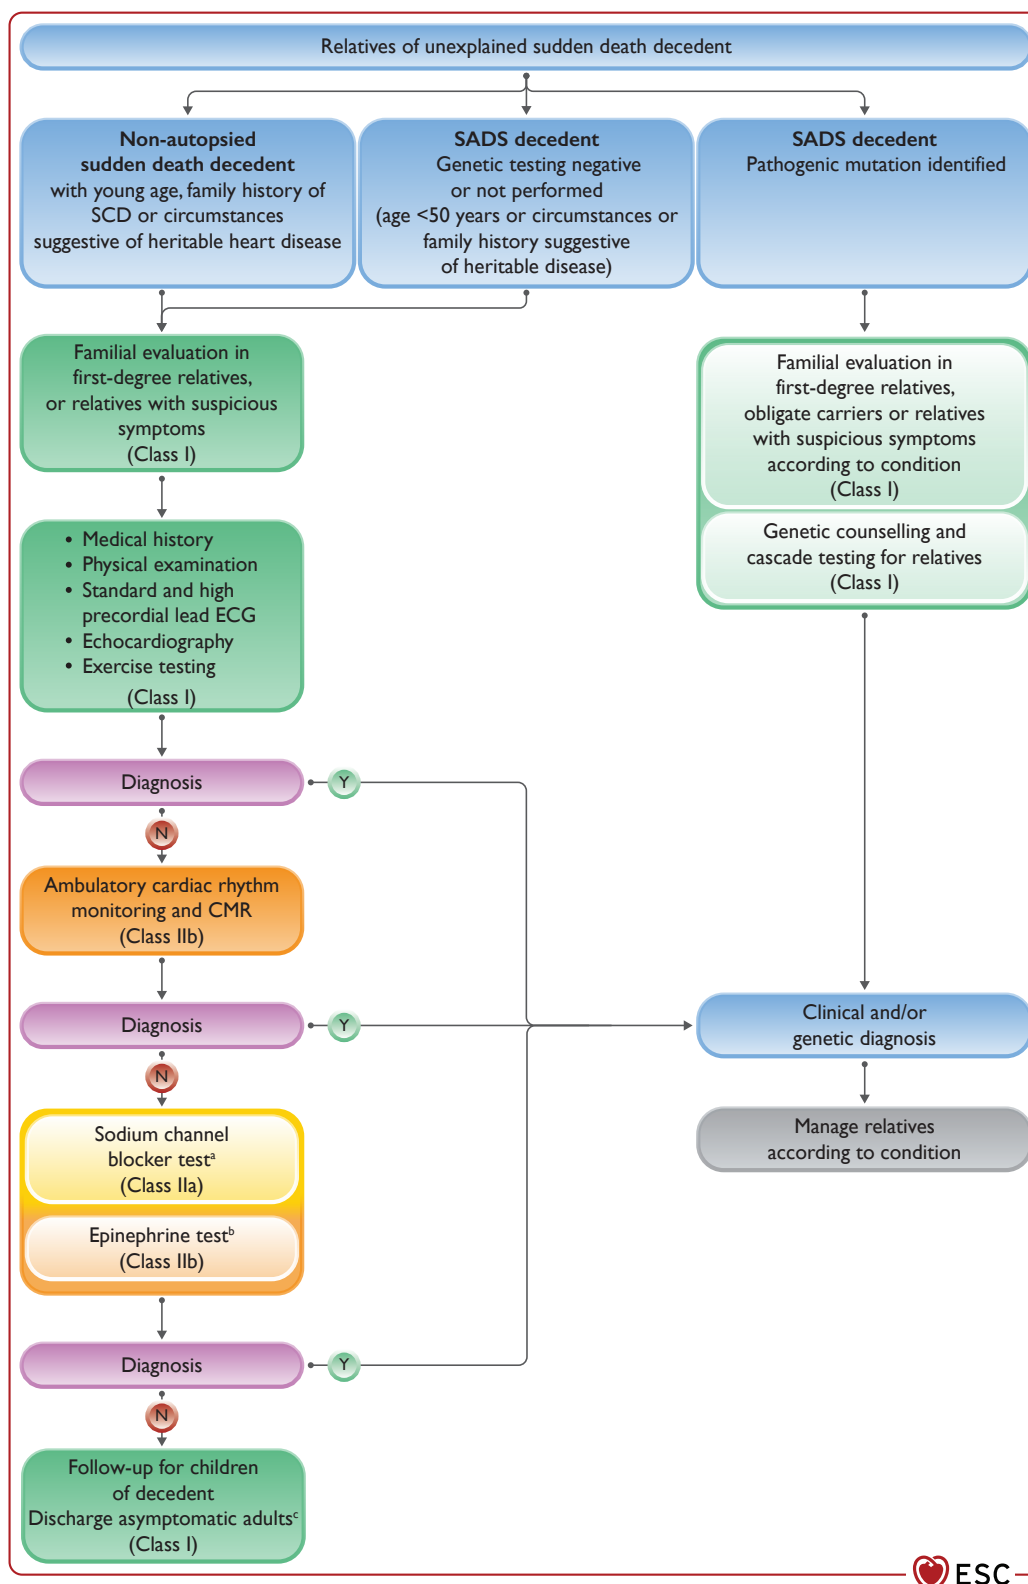 Relatives of unexplained sudden death decedent
Non-autopsied
sudden death decedent
with young age, family history of
SCD or circumstances
suggestive of heritable heart disease
SADS decedent
Genetic testing negative
or not performed
(age <50 years or circumstances or
family history suggestive
of heritable disease)
SADS decedent
Pathogenic mutation identified
Familial evaluation in
first-degree relatives,
or relatives with suspicious
symptoms
(Class I)
Familial evaluation in
first-degree relatives,
obligate carriers or relatives
with suspicious symptoms
according to condition
(Class I)
Genetic counselling and
cascade testing for relatives
(Class I)
• Medical history
• Physical examination
• Standard and high
precordial lead ECG
• Echocardiography
• Exercise testing
(Class I)
Diagnosis
Y
N
Ambulatory cardiac rhythm
monitoring and CMR
(Class IIb)
Diagnosis
Y
Clinical and/or
genetic diagnosis
N
Manage relatives
according to condition
Sodium channel
blocker testᵃ
(Class IIa)
Epinephrine testᵇ
(Class IIb)
Diagnosis
Y
N
Follow-up for children
of decedent
Discharge asymptomatic adultsᶜ
(Class I)
ESC